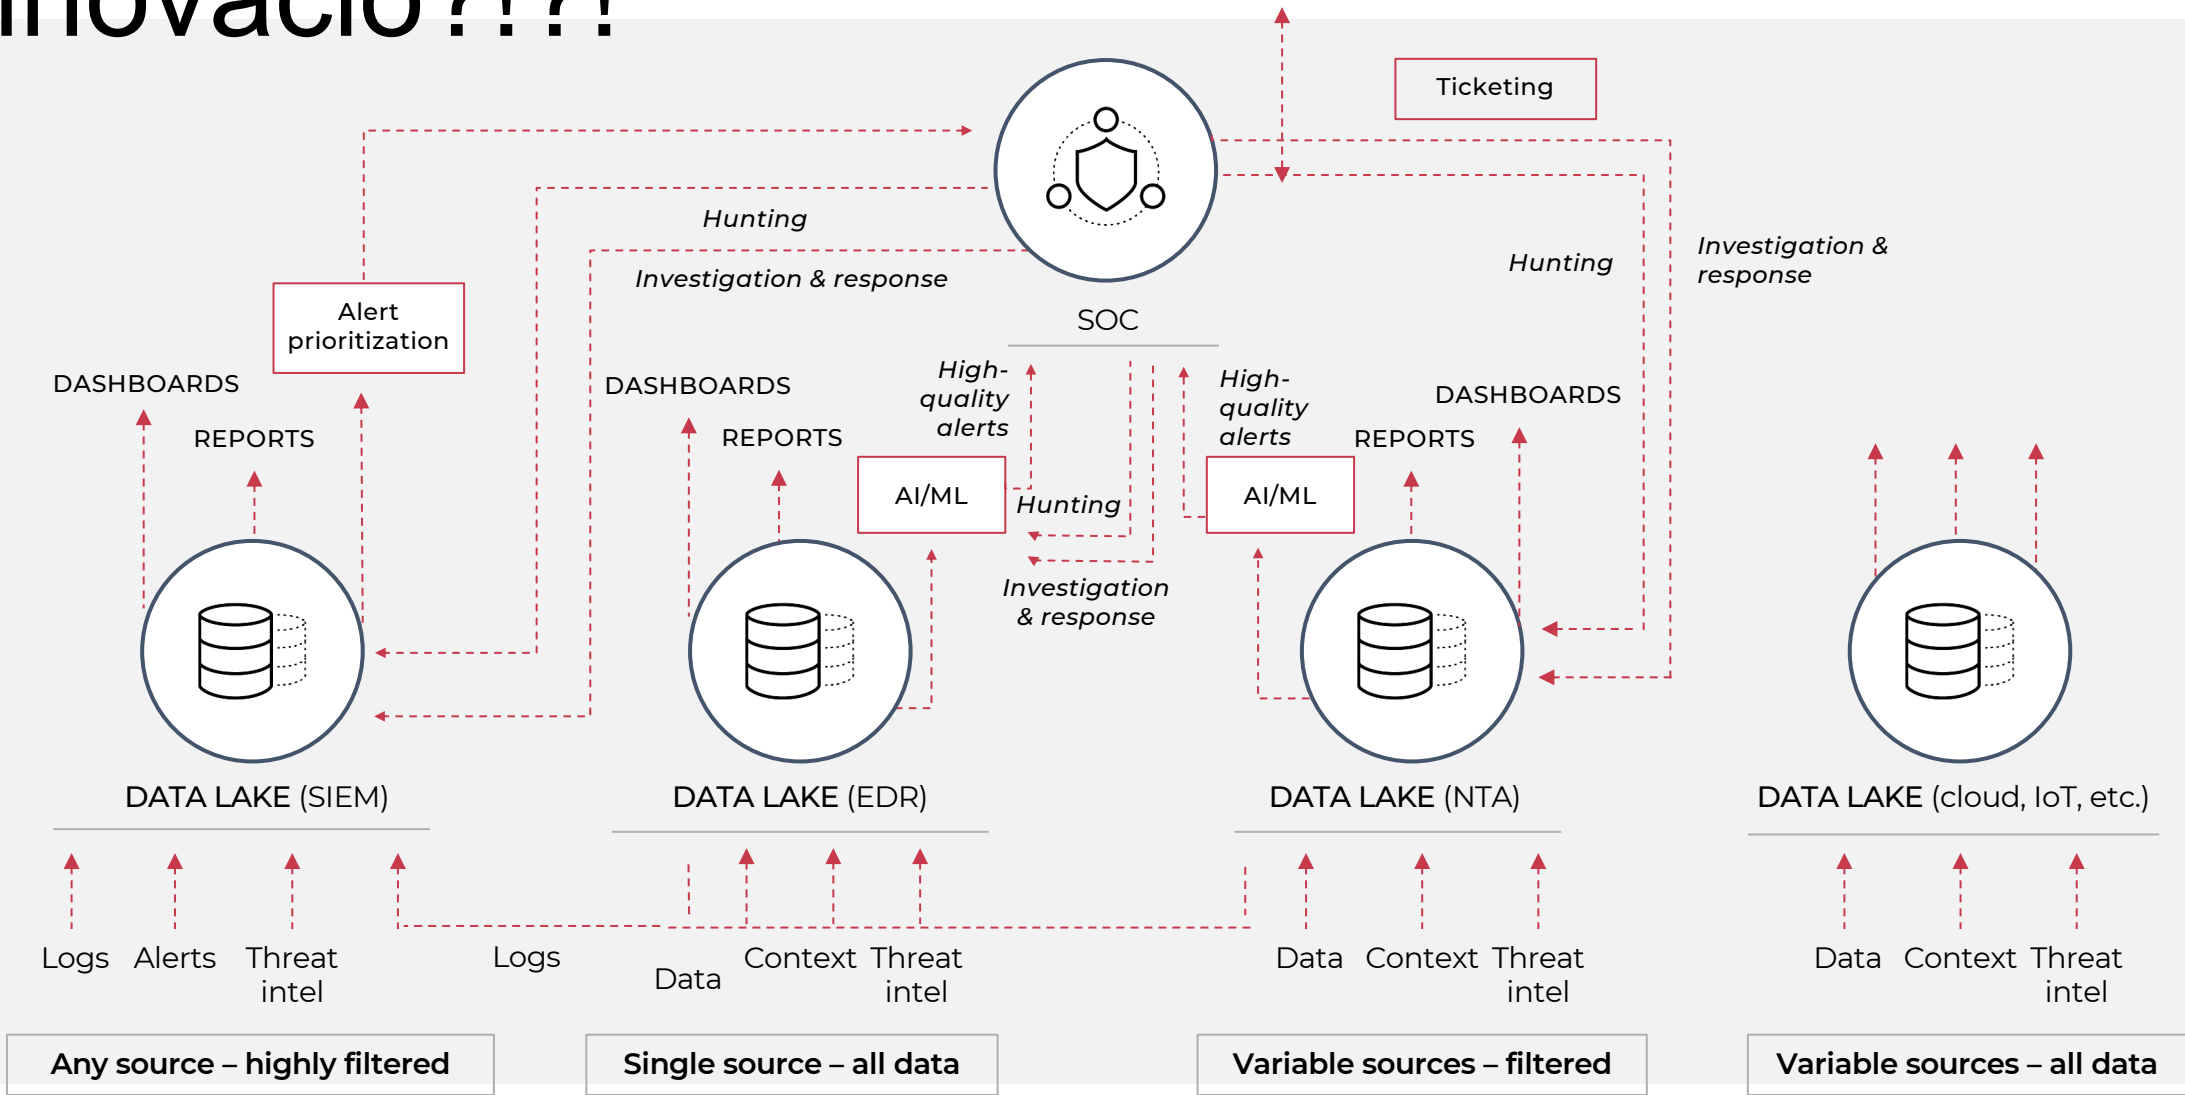 inovació?!?!
Ticketing
Hunting
Investigation & response
Hunting
Investigation &
response
Alert
prioritization
SOC
DASHBOARDS
REPORTS
DASHBOARDS
REPORTS
High-
quality
alerts
High-
quality
alerts
DASHBOARDS
REPORTS
AI/ML
Hunting
AI/ML
Investigation
& response
DATA LAKE (SIEM)
DATA LAKE (EDR)
DATA LAKE (NTA)
DATA LAKE (cloud, IoT, etc.)
Logs
Alerts
Threat
intel
Logs
Data
Context
Threat
intel
Data
Context
Threat
intel
Data
Context
Threat
intel
Any source – highly filtered
Single source – all data
Variable sources – filtered
Variable sources – all data